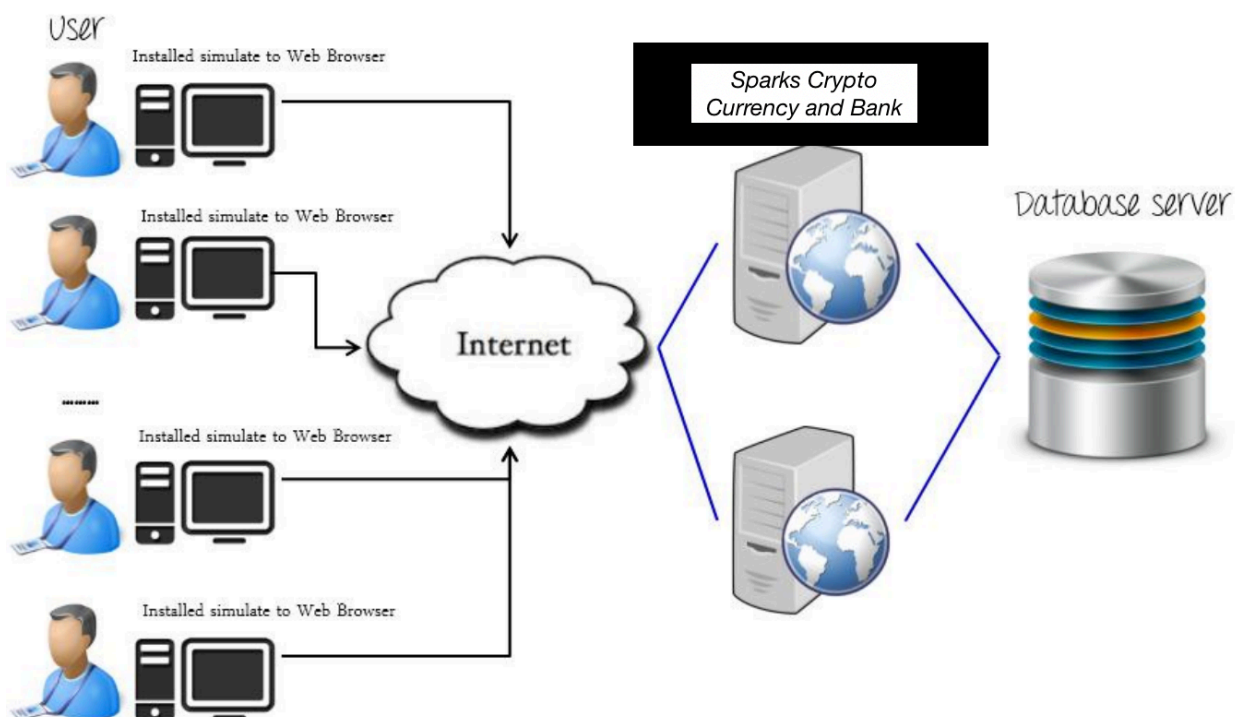 User
Installed simulate to Web Browser
Installed simulate to Web Browser
.........
Installed simulate to Web Browser
Installed simulate to Web Browser
Internet
Sparks Crypto
Currency and Bank
Database server